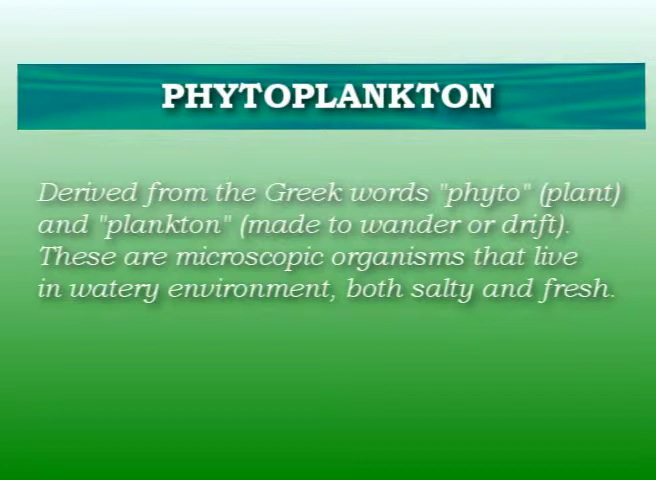 PHYTOPLANKTON
Derived from the Greek words "phyto" (plant)
and "plankton" (made to wander or drift).
These are microscopic organisms that live
in watery environment, both salty and fresh.